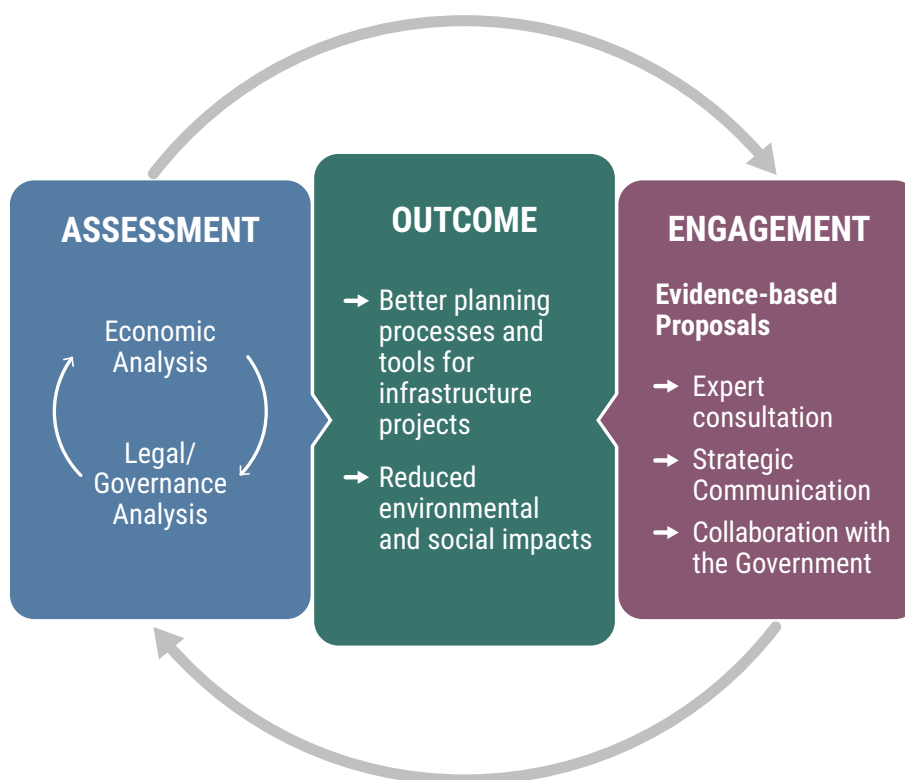 ASSESSMENT
Economic
Analysis
Legal/
Governance
Analysis
OUTCOME
Better planning
processes and
tools for
infrastructure
projects
Reduced
environmental
and social impacts
ENGAGEMENT
Evidence-based
Proposals
Expert
consultation
Strategic
Communication
Collaboration with
the Government